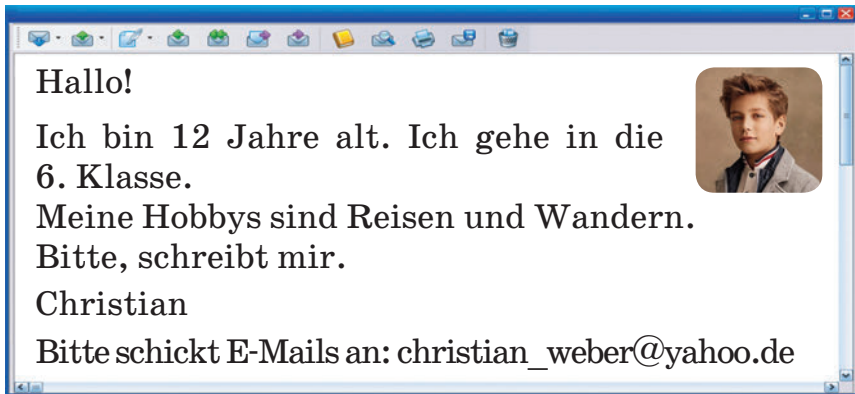 Hallo!
Ich bin 12 Jahre alt. Ich gehe in die
6. Klasse.
Meine Hobbys sind Reisen und Wandern.
Bitte, schreibt mir.
Christian
Bitte schickt E-Mails an: christian_weber@yahoo.de